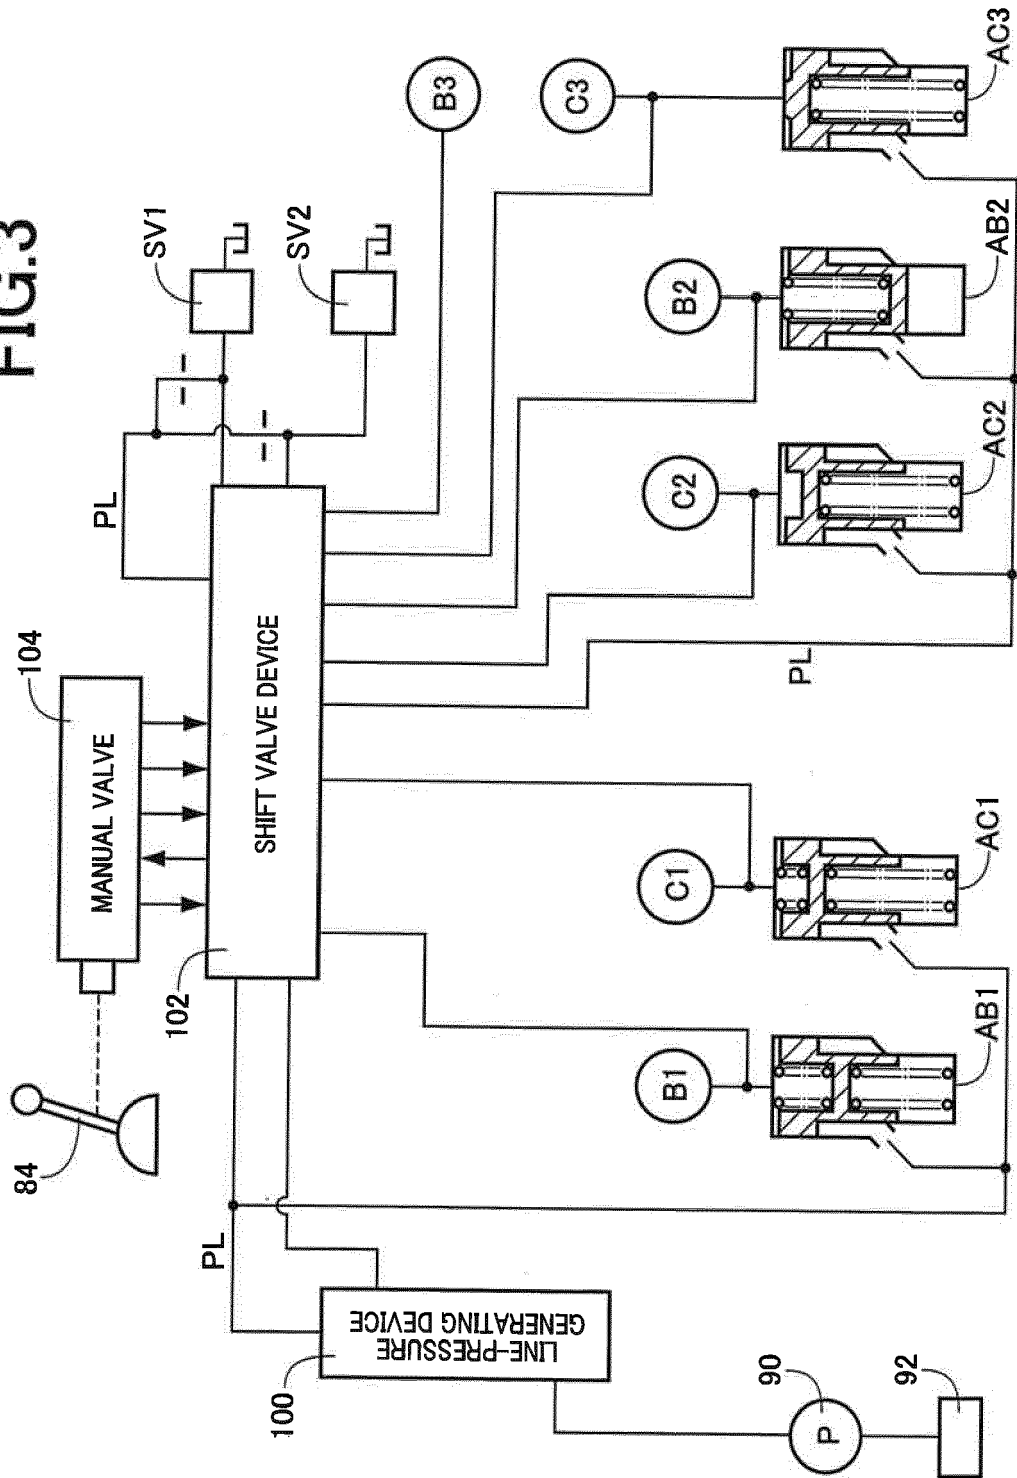 FIG.3
84
104
MANUAL VALVE
PL
SV1
SV2
102
SHIFT VALVE DEVICE
B3
PL
100
LINE-PRESSURE
GENERATING DEVICE
B1
C1
C2
B2
C3
PL
90
P
92
AB1
AC1
AC2
AB2
AC3